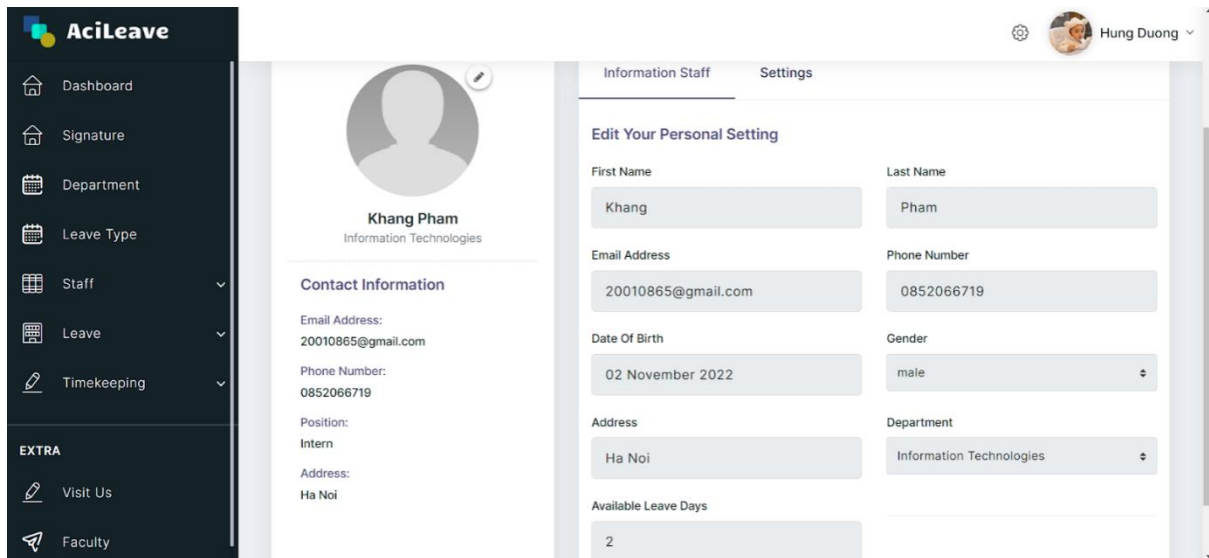 AciLeave
Hung Duong
Dashboard
Signature
Department
Leave Type
Staff
Leave
Timekeeping
EXTRA
Visit Us
Faculty
Khang Pham
Information Technologies
Contact Information
Email Address:
20010865@gmail.com
Phone Number:
0852066719
Position:
Intern
Address:
Ha Noi
Information Staff
Settings
Edit Your Personal Setting
First Name
Last Name
Khang
Pham
Email Address
Phone Number
20010865@gmail.com
0852066719
Date Of Birth
Gender
02 November 2022
male
Address
Department
Ha Noi
Information Technologies
Available Leave Days
2